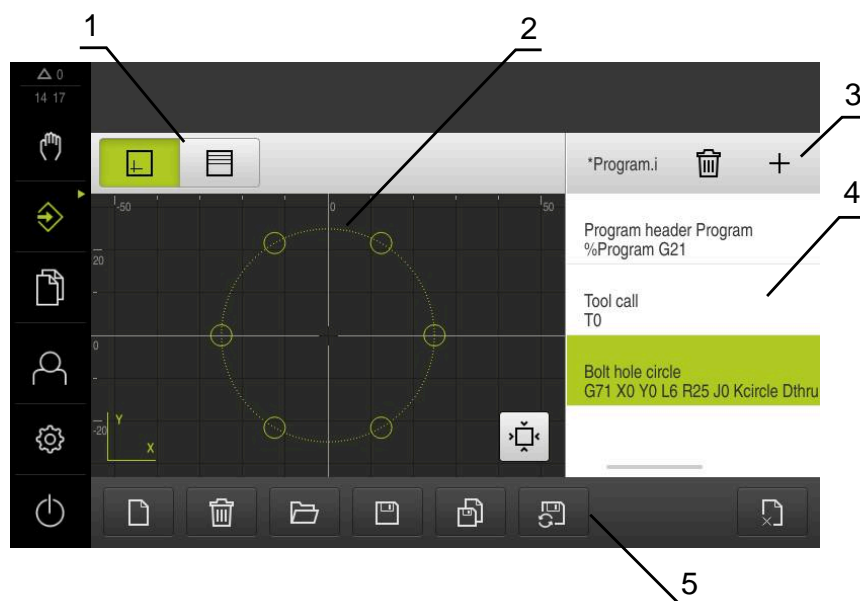 1
2
3
4
5
0
14 17
*Program.i
-50
0
50
20
0
-20
Y
X
Program header Program
%Program G21
Tool call
T0
Bolt hole circle
G71 X0 Y0 L6 R25 J0 Kcircle Dthru